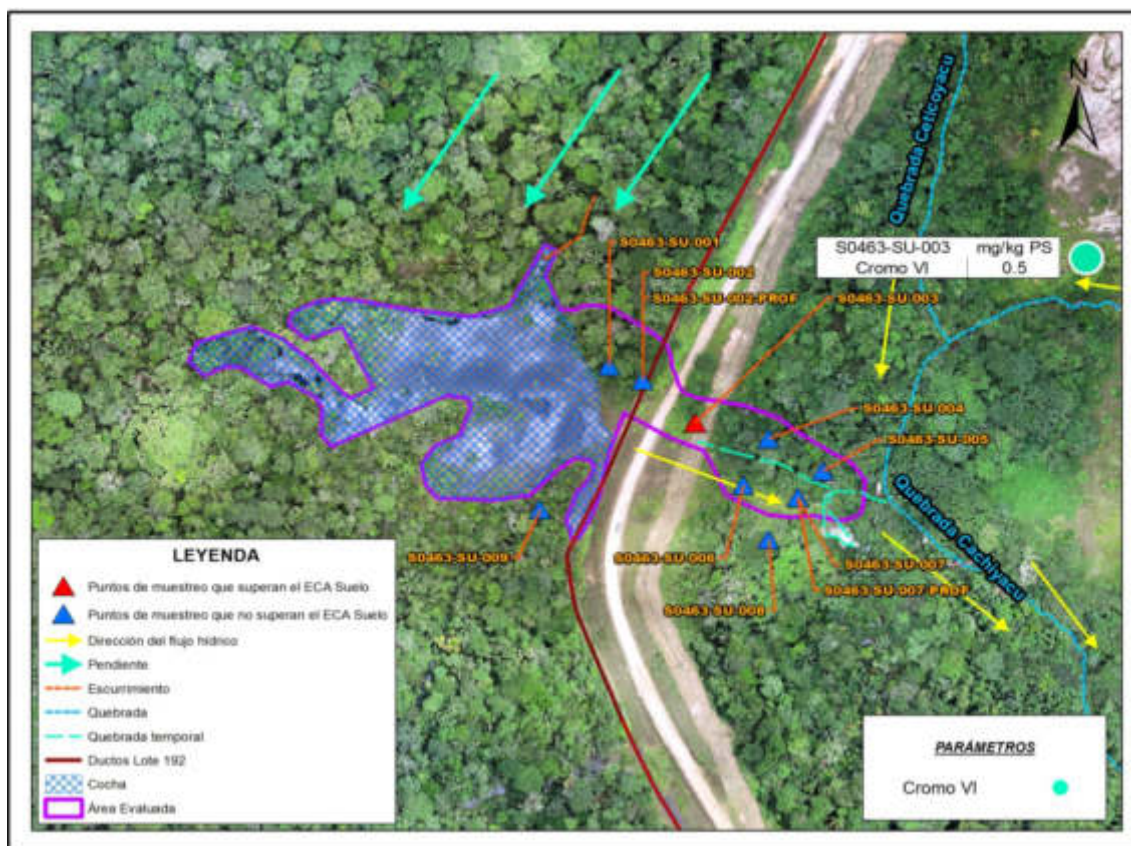 N
Quebrada Ceticoyacu
S0463-SU-003 mg/kg PS
Cromo VI 0.5
S0463-SU-001
S0463-SU-002
S0463-SU-002-PROF
S0463-SU-003
S0463-SU-004
S0463-SU-005
Quebrada Cachiyacu
S0463-SU-009
S0463-SU-006
S0463-SU-007
S0463-SU-007-PROF
S0463-SU-008
LEYENDA
Puntos de muestreo que superan el ECA Suelo
Puntos de muestreo que no superan el ECA Suelo
Dirección del flujo hídrico
Pendiente
Escurrimiento
Quebrada
Quebrada temporal
Ductos Lote 192
Cocha
Área Evaluada
PARÁMETROS
Cromo VI